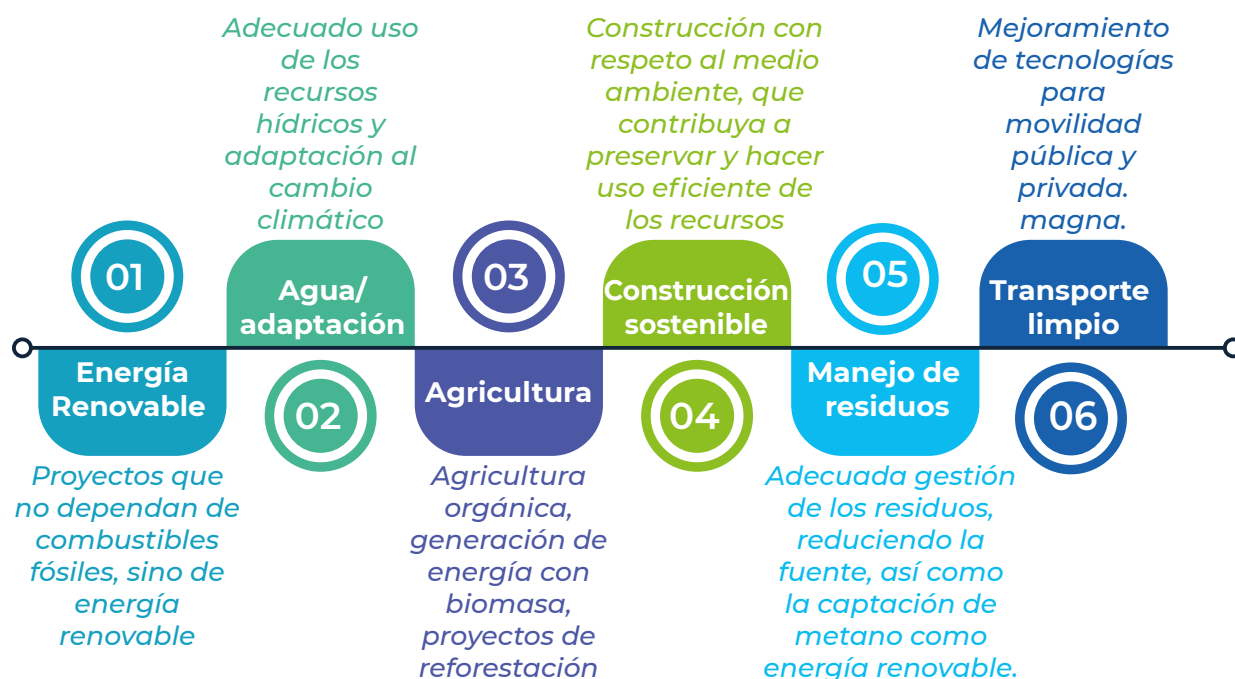 01
Energía
Renovable
Proyectos que
no dependan de
combustibles
fósiles, sino de
energía
renovable
Adecuado uso
de los
recursos
hídricos y
adaptación al
cambio
climático
Agua/
adaptación
02
03
Agricultura
Agricultura
orgánica,
generación de
energía con
biomasa,
proyectos de
reforestación
Construcción con
respeto al medio
ambiente, que
contribuya a
preservar y hacer
uso eficiente de
los recursos
Construcción
sostenible
04
05
Manejo de
residuos
Adecuada gestión
de los residuos,
reduciendo la
fuente, así como
la captación de
metano como
energía renovable.
Mejoramiento
de tecnologías
para
movilidad
pública y
privada.
magna.
Transporte
limpio
06